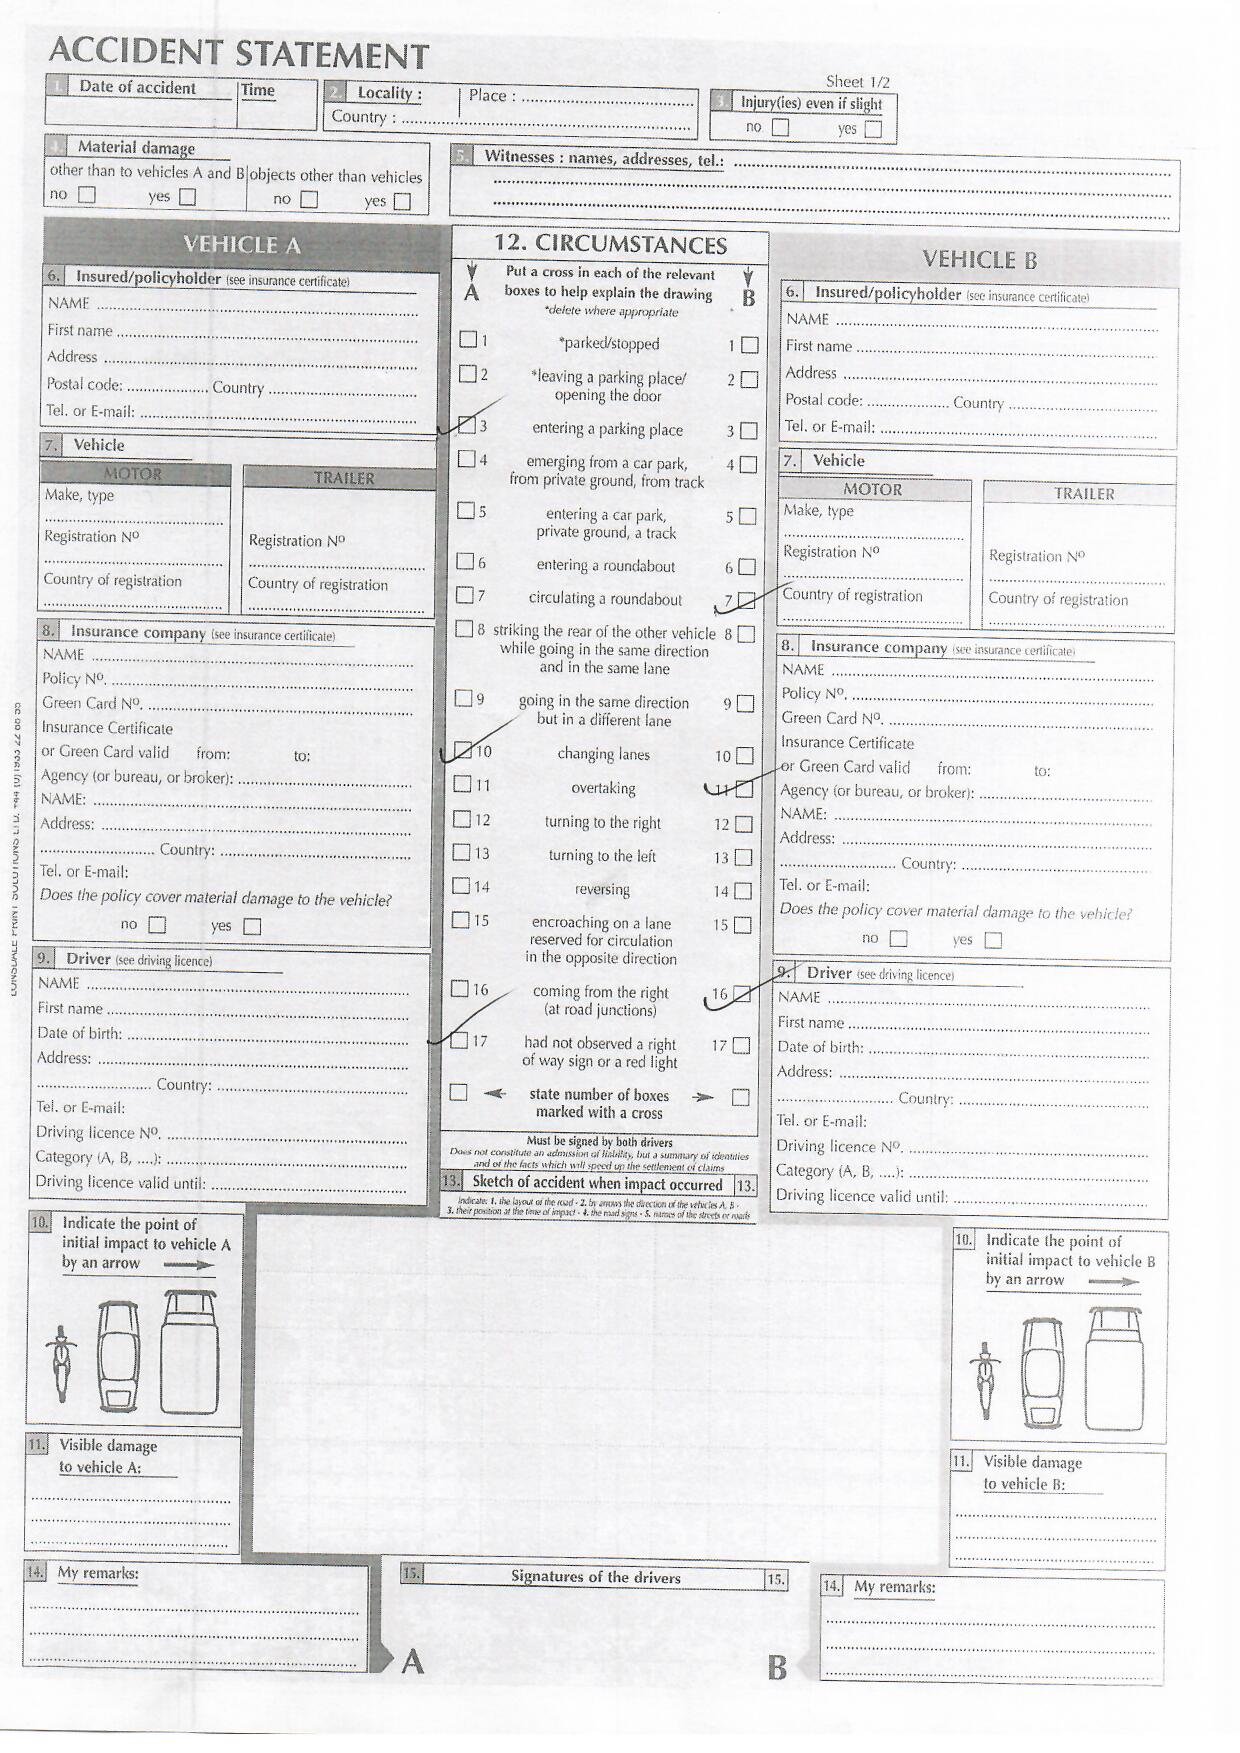 ACCIDENT STATEMENT
Sheet 1/2
1. Date of accident Time
2. Locality : Place :
Country :
3. Injury(ies) even if slight
no yes
4. Material damage
other than to vehicles A and B objects other than vehicles
no yes no yes
5. Witnesses : names, addresses, tel.:
VEHICLE A
6. Insured/policyholder (see insurance certificate)
NAME
First name
Address
Postal code: Country
Tel. or E-mail:
7. Vehicle
MOTOR TRAILER
Make, type
Registration Nº Registration Nº
Country of registration Country of registration
8. Insurance company (see insurance certificate)
NAME
Policy Nº.
Green Card Nº.
Insurance Certificate
or Green Card valid from: to:
Agency (or bureau, or broker):
NAME:
Address:
Country:
Tel. or E-mail:
Does the policy cover material damage to the vehicle?
no yes
9. Driver (see driving licence)
NAME
First name
Date of birth:
Address:
Country:
Tel. or E-mail:
Driving licence Nº.
Category (A, B, ....):
Driving licence valid until:
10. Indicate the point of
initial impact to vehicle A
by an arrow
11. Visible damage
to vehicle A:
14. My remarks:
12. CIRCUMSTANCES
A Put a cross in each of the relevant B
boxes to help explain the drawing
*delete where appropriate
1 *parked/stopped 1
2 *leaving a parking place/ 2
opening the door
3 entering a parking place 3
4 emerging from a car park, 4
from private ground, from track
5 entering a car park, 5
private ground, a track
6 entering a roundabout 6
7 circulating a roundabout 7
8 striking the rear of the other vehicle 8
while going in the same direction
and in the same lane
9 going in the same direction 9
but in a different lane
10 changing lanes 10
11 overtaking 11
12 turning to the right 12
13 turning to the left 13
14 reversing 14
15 encroaching on a lane 15
reserved for circulation
in the opposite direction
16 coming from the right 16
(at road junctions)
17 had not observed a right 17
of way sign or a red light
state number of boxes
marked with a cross
Must be signed by both drivers
Does not constitute an admission of liability, but a summary of identities
and of the facts which will speed up the settlement of claims
13. Sketch of accident when impact occurred 13.
Indicate: 1. the layout of the road - 2. by arrows the direction of the vehicles A, B -
3. their position at the time of impact - 4. the road signs - 5. names of the streets or roads
15. Signatures of the drivers 15.
A B
VEHICLE B
6. Insured/policyholder (see insurance certificate)
NAME
First name
Address
Postal code: Country
Tel. or E-mail:
7. Vehicle
MOTOR TRAILER
Make, type
Registration Nº Registration Nº
Country of registration Country of registration
8. Insurance company (see insurance certificate)
NAME
Policy Nº.
Green Card Nº.
Insurance Certificate
or Green Card valid from: to:
Agency (or bureau, or broker):
NAME:
Address:
Country:
Tel. or E-mail:
Does the policy cover material damage to the vehicle?
no yes
9. Driver (see driving licence)
NAME
First name
Date of birth:
Address:
Country:
Tel. or E-mail:
Driving licence Nº.
Category (A, B, ....):
Driving licence valid until:
10. Indicate the point of
initial impact to vehicle B
by an arrow
11. Visible damage
to vehicle B:
14. My remarks: